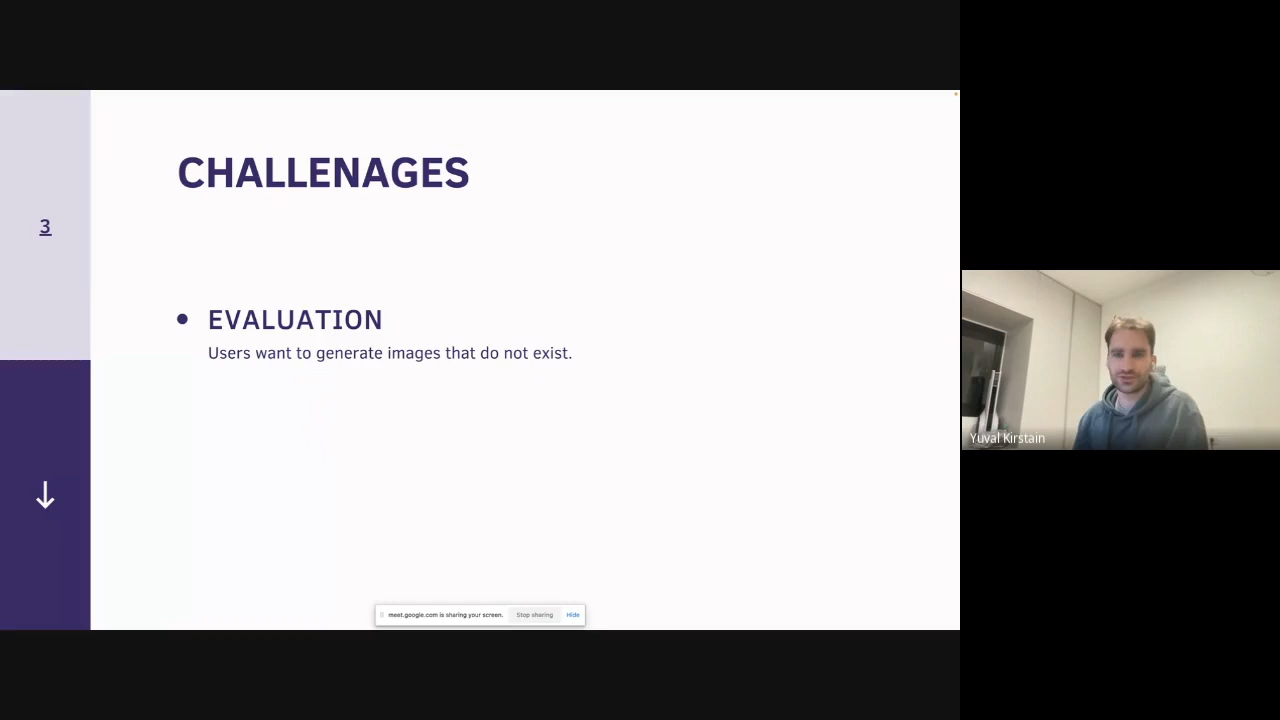 CHALLENAGES
3
EVALUATION
Users want to generate images that do not exist.
meet.google.com is sharing your screen. Stop sharing Hide
Yuval Kirstain